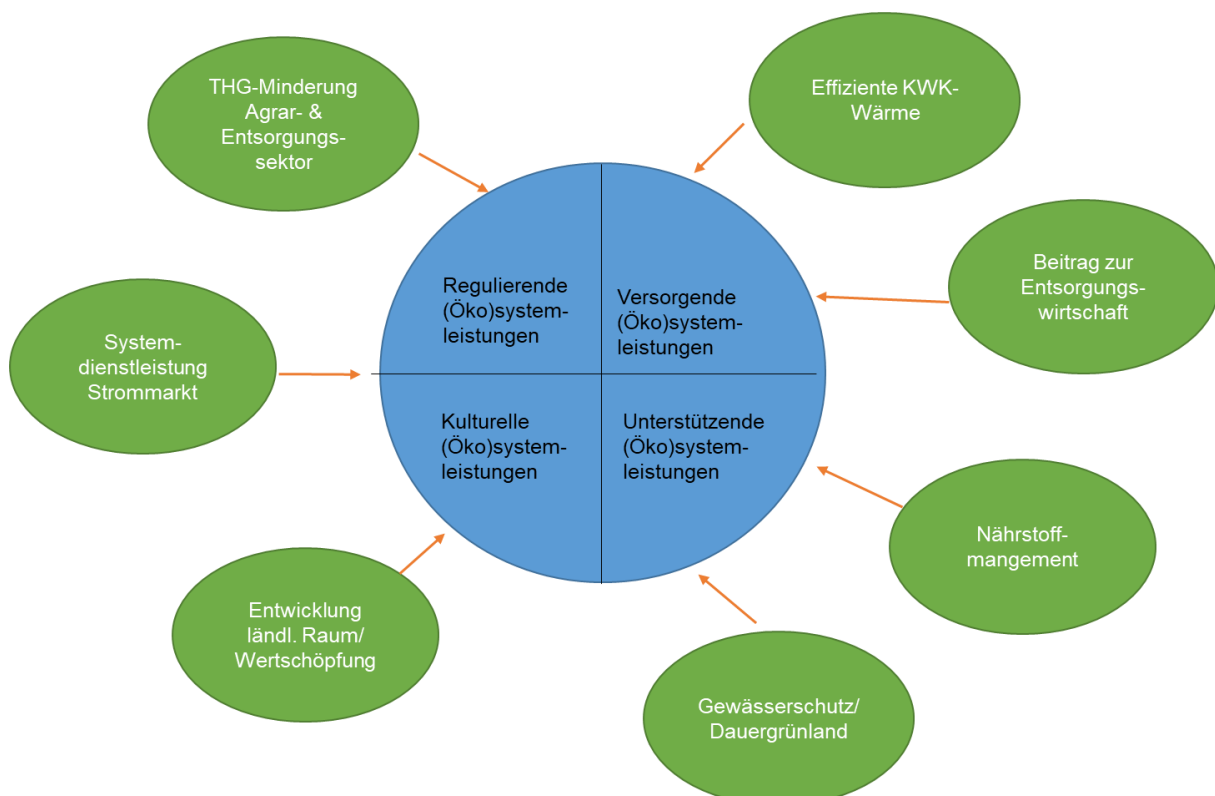 THG-Minderung
Agrar- &
Entsorgungs-
sektor
Effiziente KWK-
Wärme
Beitrag zur
Entsorgungs-
wirtschaft
Regulierende
(Öko)system-
leistungen
Versorgende
(Öko)system-
leistungen
System-
dienstleistung
Strommarkt
Kulturelle
(Öko)system-
leistungen
Unterstützende
(Öko)system-
leistungen
Nährstoff-
mangement
Entwicklung
ländl. Raum/
Wertschöpfung
Gewässerschutz/
Dauergrünland